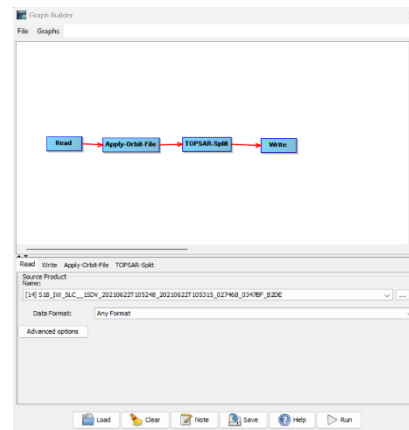 Graph Builder
File Graphs
Read Apply-Orbit-File TOPSAR-Split Write
Read Write Apply-Orbit-File TOPSAR-Split
Source Product
Name:
[14] S1B_IW_SLC__1SDV_20210622T105248_20210622T105315_027468_0347BF_B2DE ...
Data Format: Any Format
Advanced options
Load Clear Note Save Help Run